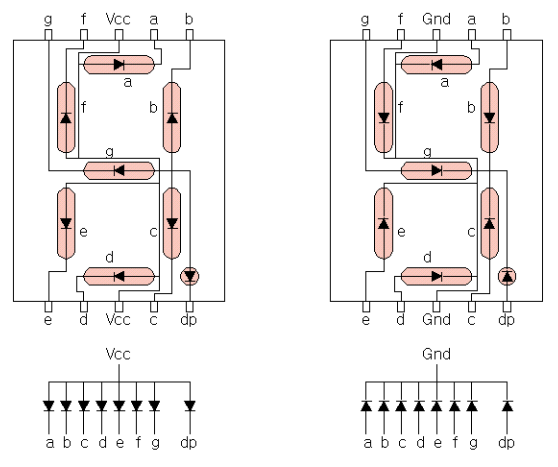 g f Vcc a b
g f Gnd a b
a
a
f b
f b
g
g
e c
e c
d
d
e d Vcc c dp
e d Gnd c dp
Vcc
Gnd
a b c d e f g dp
a b c d e f g dp